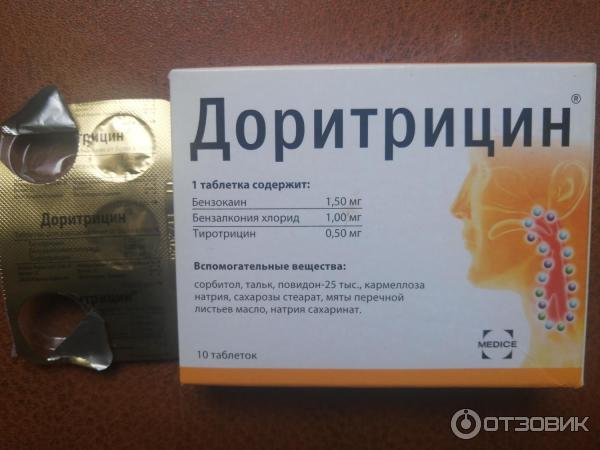 Доритрицин®
1 таблетка содержит:
Бензокаин 1,50 мг
Бензалкония хлорид 1,00 мг
Тиротрицин 0,50 мг
Вспомогательные вещества:
сорбитол, тальк, повидон-25 тыс., кармеллоза
натрия, сахарозы стеарат, мяты перечной
листьев масло, натрия сахаринат.
10 таблеток
MEDICE
Доритрицин®
ОТЗОВИК